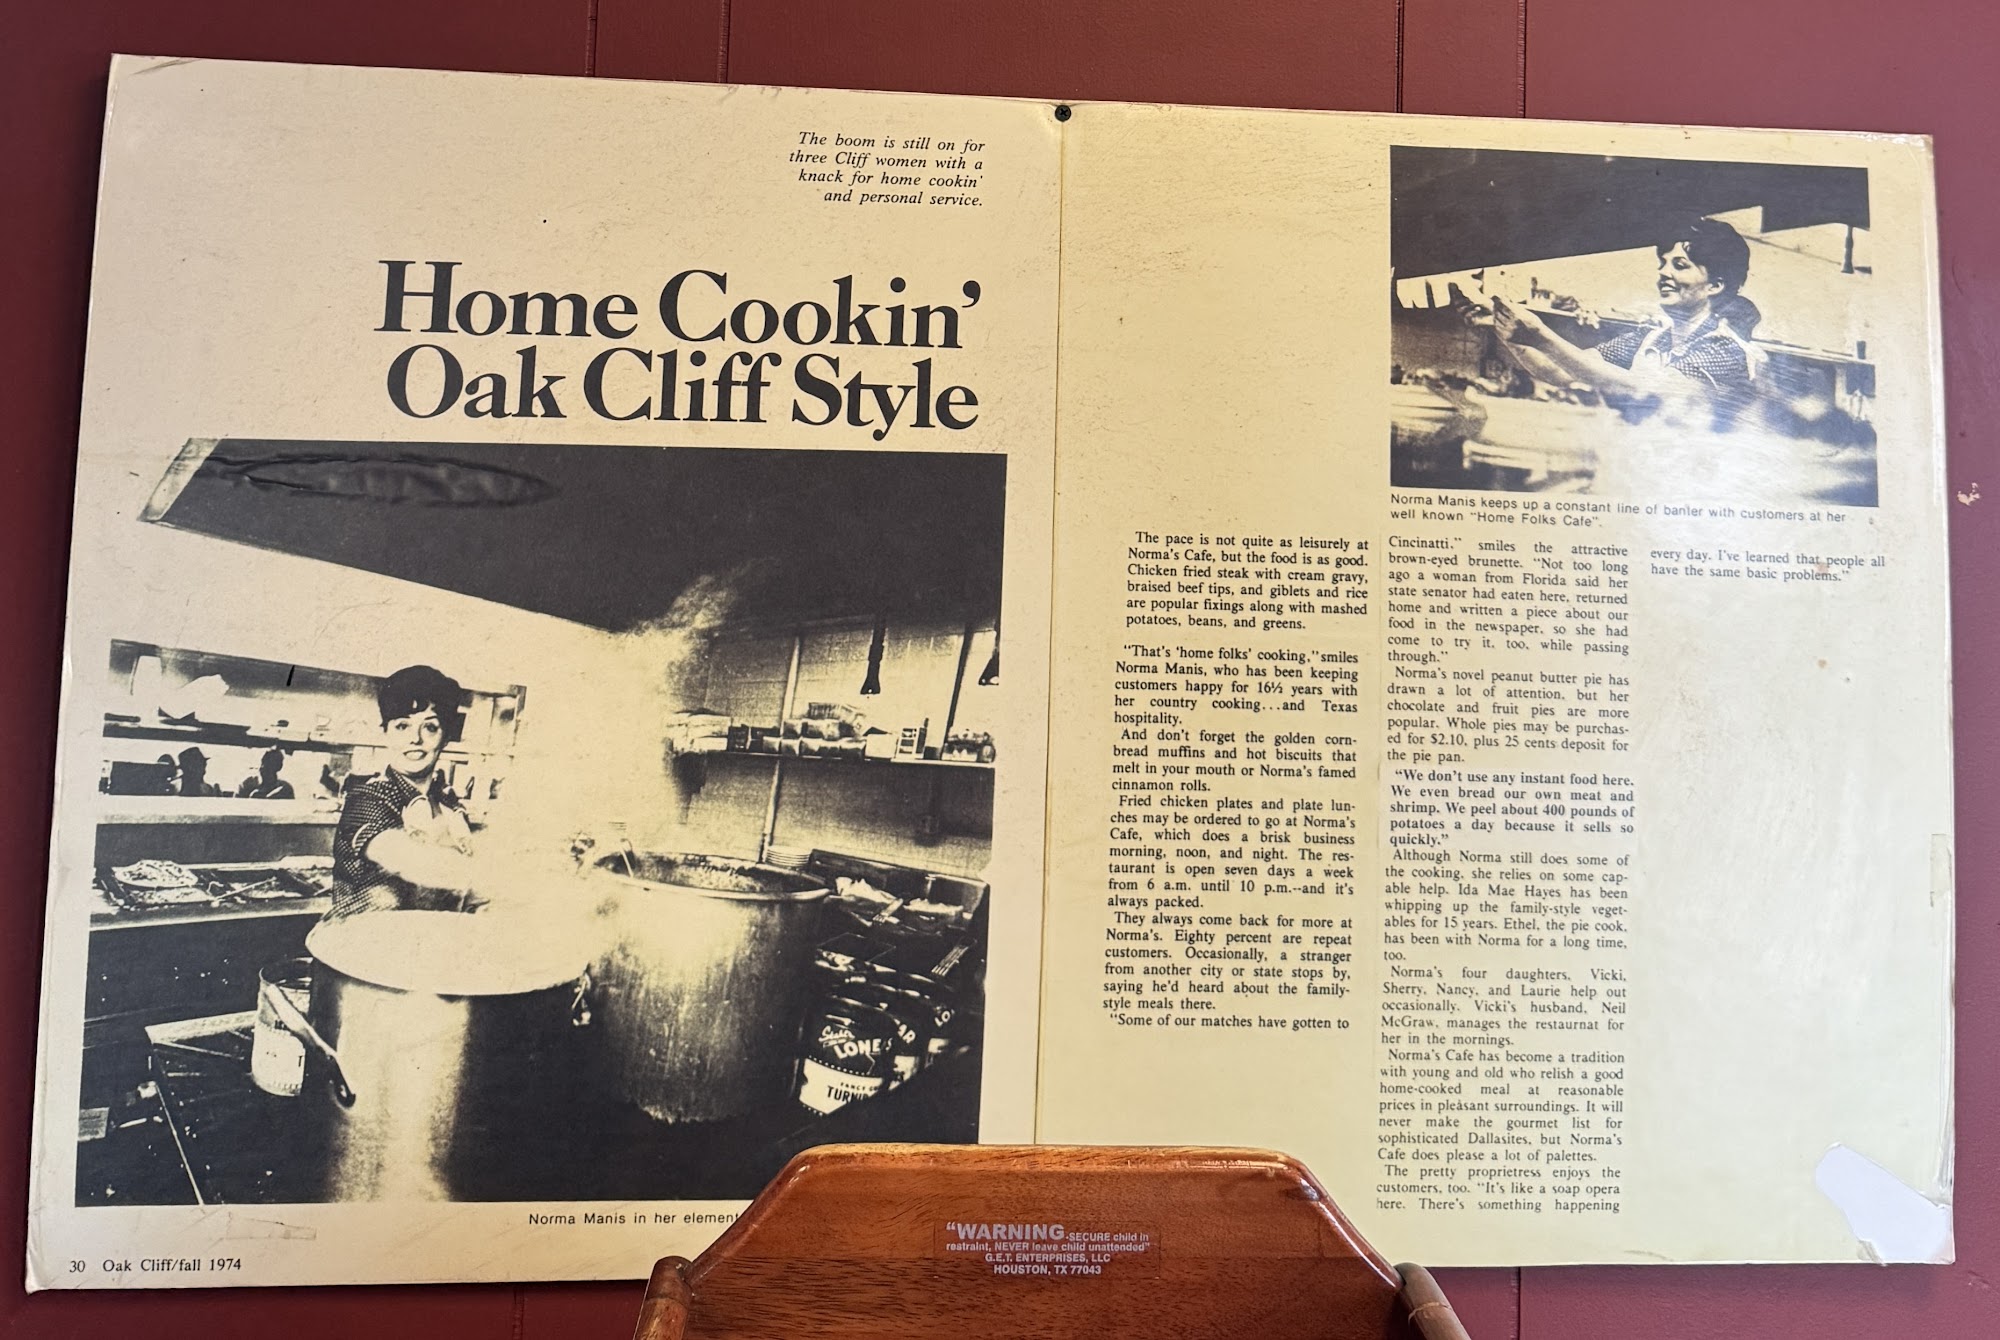 The boom is still on for
three Cliff women with a
knack for home cookin'
and personal service.
Home Cookin'
Oak Cliff Style
LONE
TURNIP
LO
Norma Manis in her element
30 Oak Cliff/fall 1974
Norma Manis keeps up a constant line of banter with customers at her
well known "Home Folks Cafe".
The pace is not quite as leisurely at
Norma's Cafe, but the food is as good.
Chicken fried steak with cream gravy,
braised beef tips, and giblets and rice
are popular fixings along with mashed
potatoes, beans, and greens.
"That's 'home folks' cooking," smiles
Norma Manis, who has been keeping
customers happy for 16½ years with
her country cooking...and Texas
hospitality.
And don't forget the golden corn-
bread muffins and hot biscuits that
melt in your mouth or Norma's famed
cinnamon rolls.
Fried chicken plates and plate lun-
ches may be ordered to go at Norma's
Cafe, which does a brisk business
morning, noon, and night. The res-
taurant is open seven days a week
from 6 a.m. until 10 p.m.--and it's
always packed.
They always come back for more at
Norma's. Eighty percent are repeat
customers. Occasionally, a stranger
from another city or state stops by,
saying he'd heard about the family-
style meals there.
"Some of our matches have gotten to
Cincinatti." smiles the attractive
brown-eyed brunette. "Not too long
ago a woman from Florida said her
state senator had eaten here, returned
home and written a piece about our
food in the newspaper, so she had
come to try it, too, while passing
through."
Norma's novel peanut butter pie has
drawn a lot of attention, but her
chocolate and fruit pies are more
popular. Whole pies may be purchas-
ed for $2.10, plus 25 cents deposit for
the pie pan.
"We don't use any instant food here.
We even bread our own meat and
shrimp. We peel about 400 pounds of
potatoes a day because it sells so
quickly."
Although Norma still does some of
the cooking, she relies on some cap-
able help. Ida Mae Hayes has been
whipping up the family-style veget-
ables for 15 years. Ethel, the pie cook,
has been with Norma for a long time,
too.
Norma's four daughters, Vicki,
Sherry, Nancy, and Laurie help out
occasionally. Vicki's husband, Neil
McGraw, manages the restaurnat for
her in the mornings.
Norma's Cafe has become a tradition
with young and old who relish a good
home-cooked meal at reasonable
prices in pleasant surroundings. It will
never make the gourmet list for
sophisticated Dallasites, but Norma's
Cafe does please a lot of palettes.
The pretty proprietress enjoys the
customers, too. "It's like a soap opera
here. There's something happening
every day. I've learned that people all
have the same basic problems."
"WARNING-SECURE child in
restraint, NEVER leave child unattended"
G.E.T. ENTERPRISES, LLC
HOUSTON, TX 77043